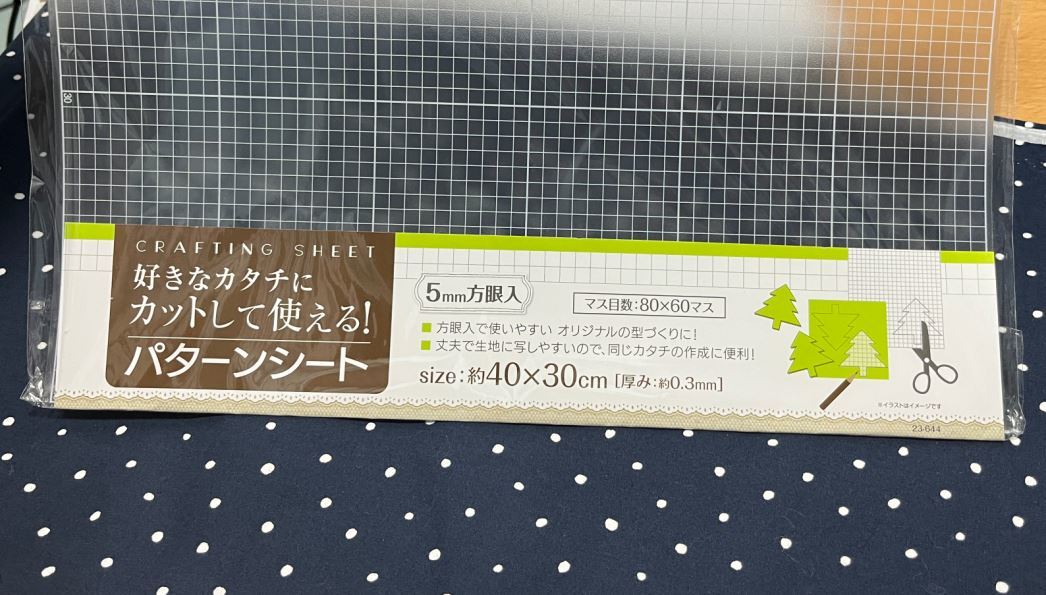 30
CRAFTING SHEET
好きなカタチに
カットして使える!
パターンシート
5mm方眼入
マス目数:80×60マス
方眼入で使いやすい オリジナルの型づくりに!
丈夫で生地に写しやすいので、同じカタチの作成に便利!
size:約40×30cm [厚み:約0.3mm]
※イラストはイメージです
23-644